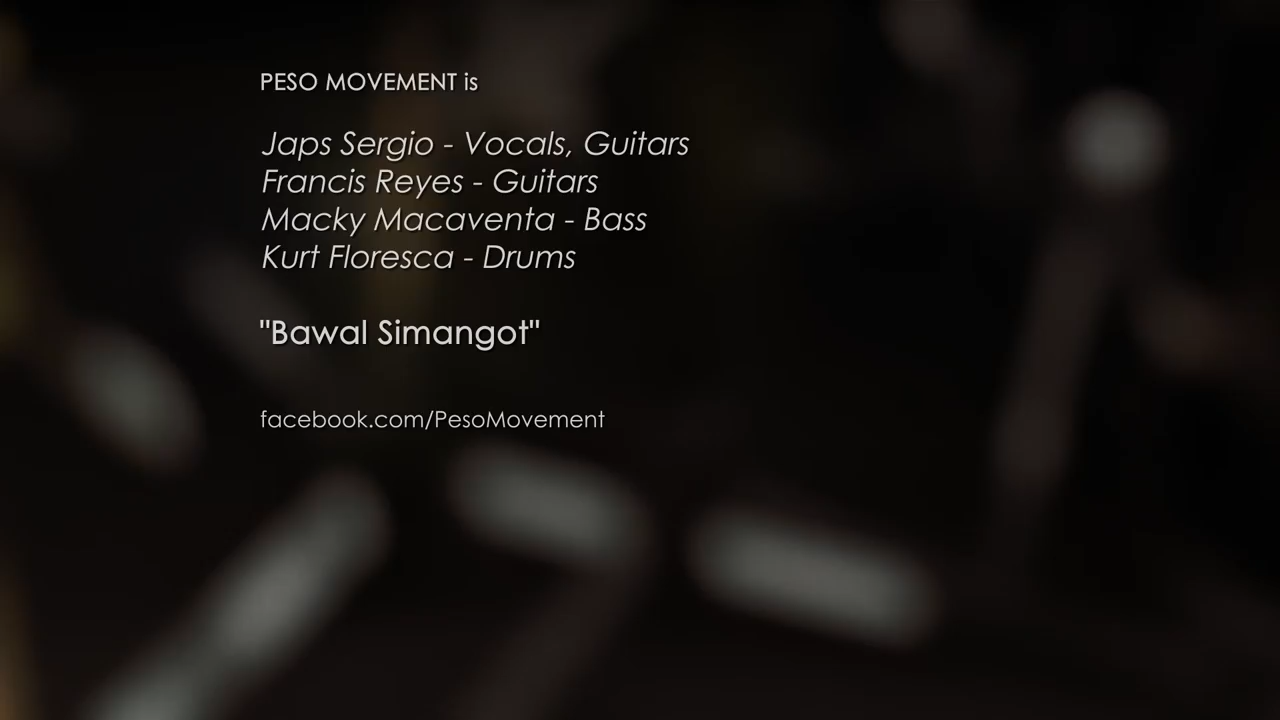 PESO MOVEMENT is
Japs Sergio - Vocals, Guitars
Francis Reyes - Guitars
Macky Macaventa - Bass
Kurt Floresca - Drums
"Bawal Simangot"
facebook.com/PesoMovement